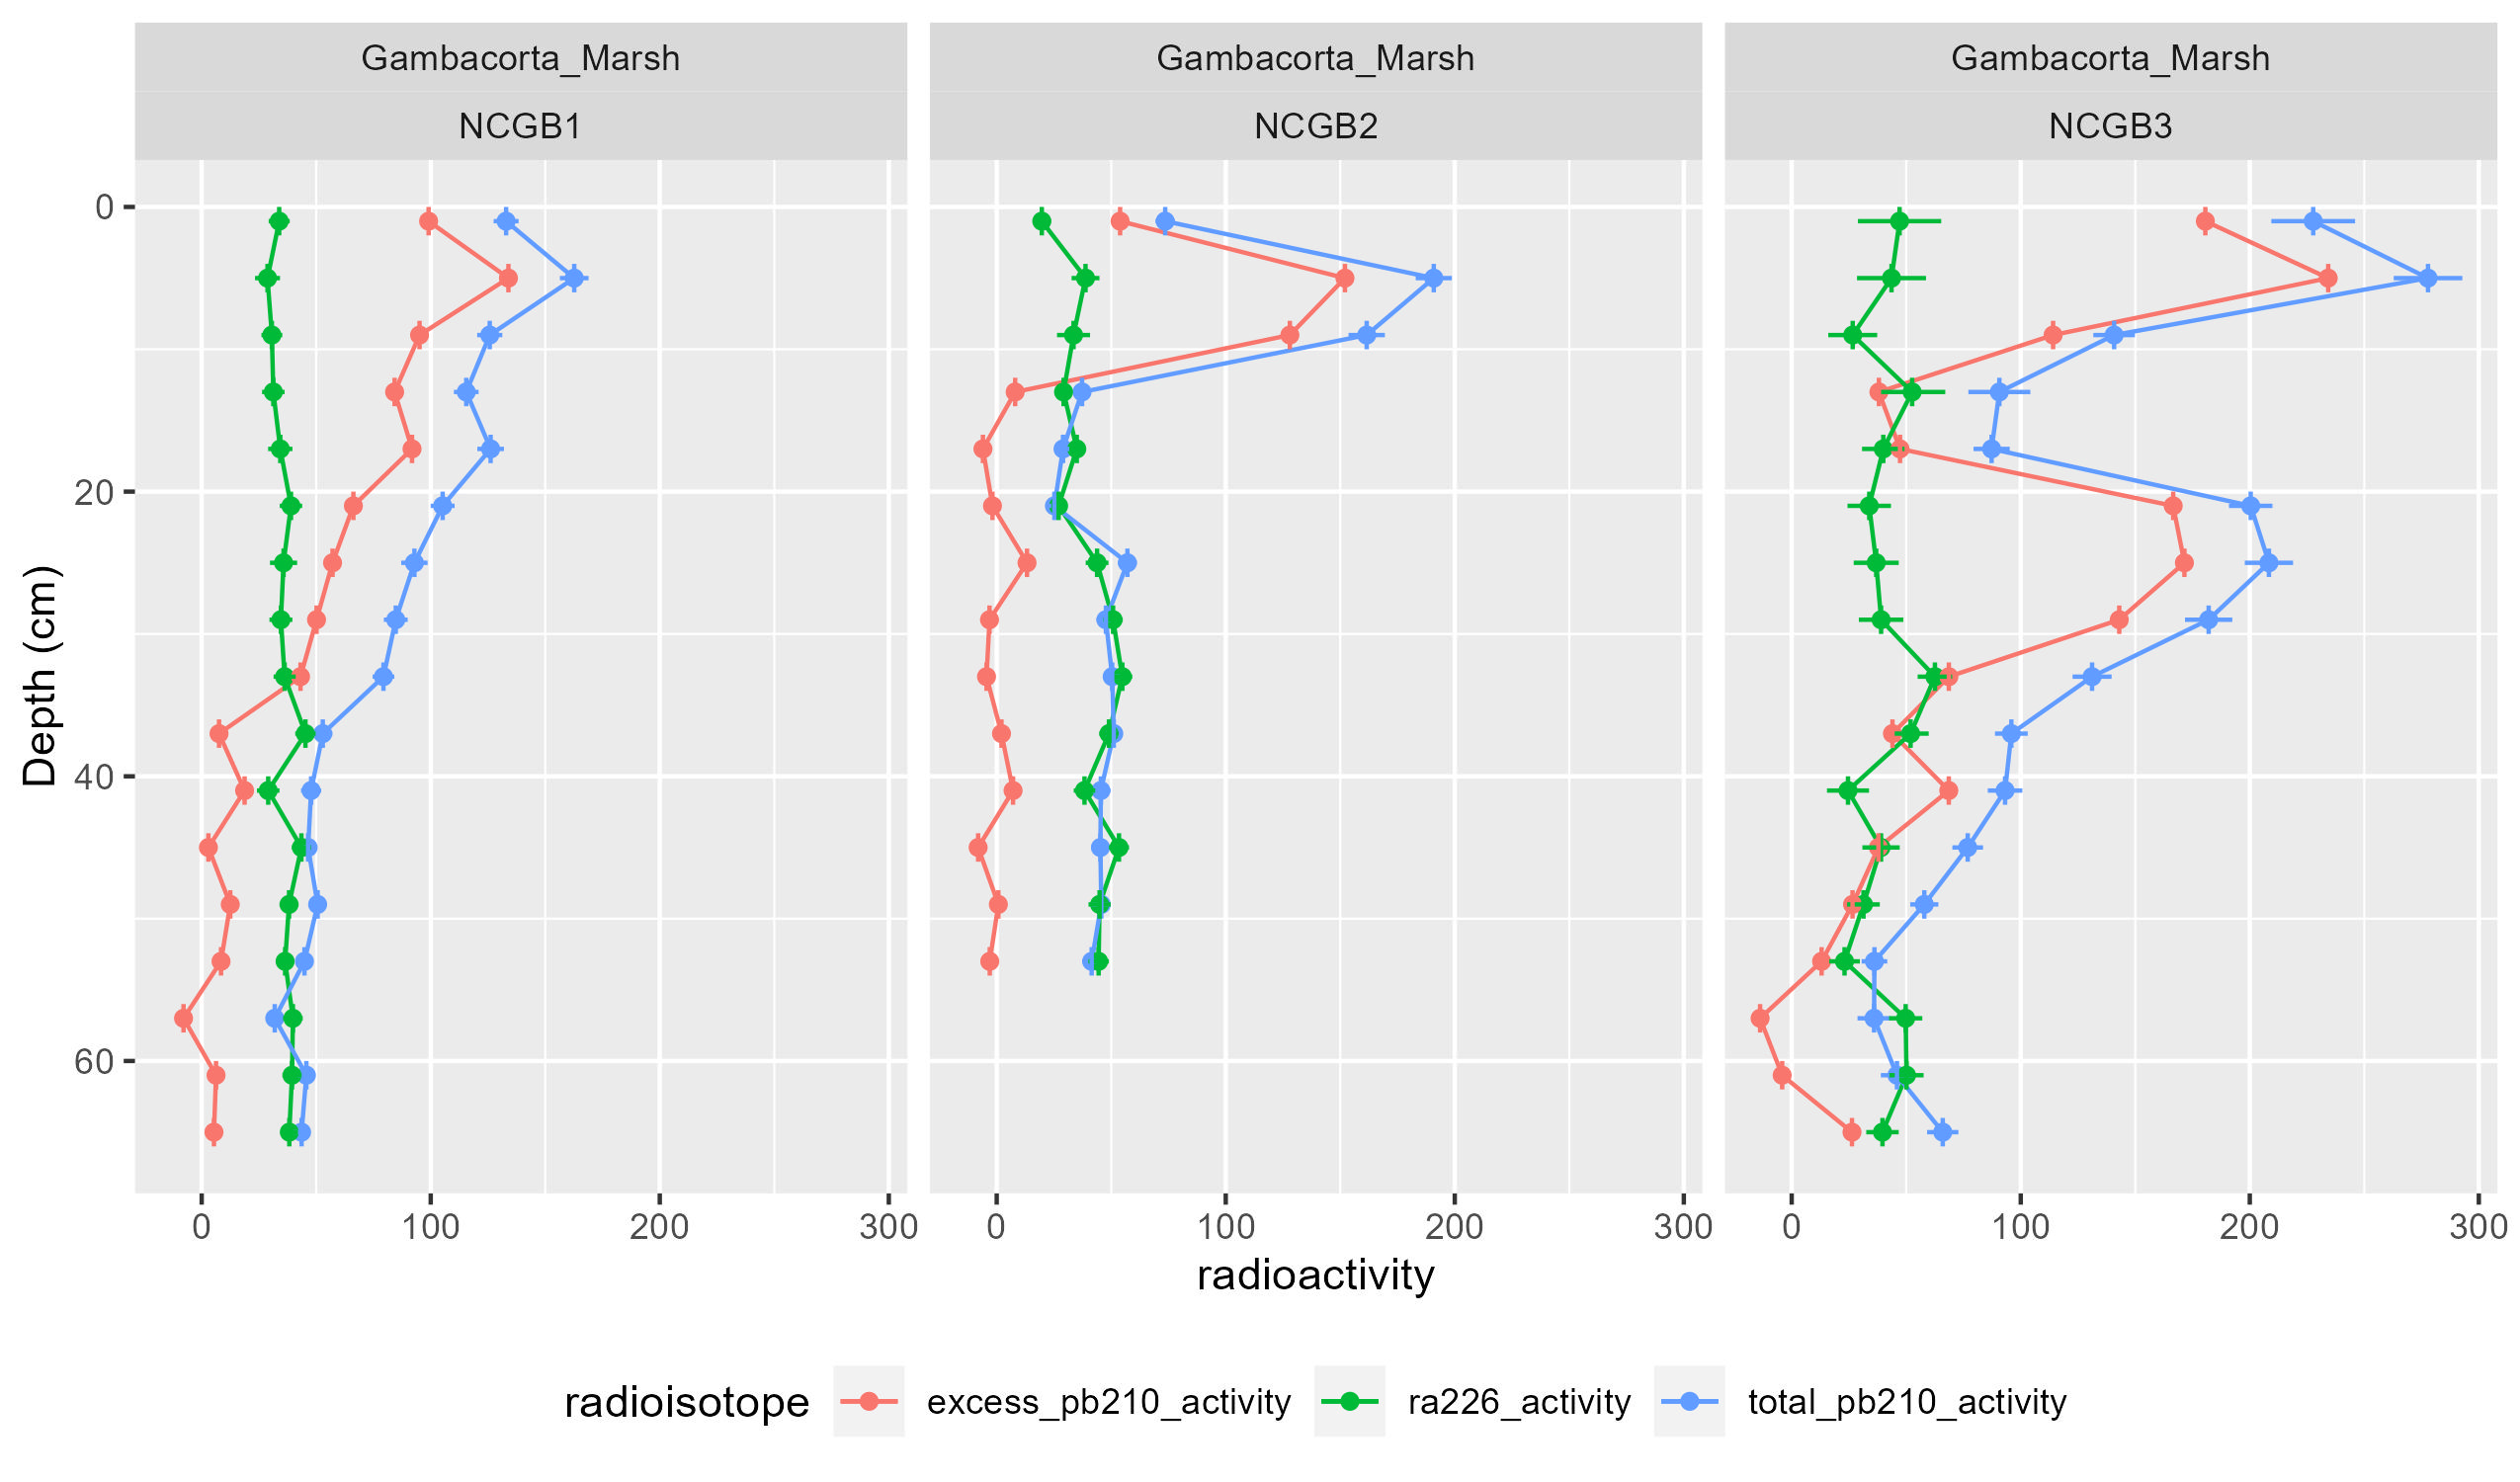 Gambacorta_Marsh Gambacorta_Marsh Gambacorta_Marsh
NCGB1 NCGB2 NCGB3
0
20
40
60
Depth (cm)
0 100 200 300 0 100 200 300 0 100 200 300
radioactivity
radioisotope excess_pb210_activity ra226_activity total_pb210_activity